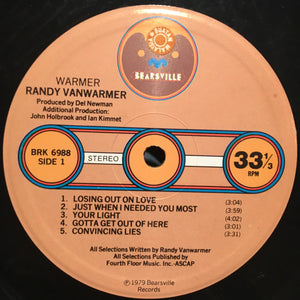 BEARSVILLE
WARMER
RANDY VANWARMER
Produced by Del Newman
Additional Production:
John Holbrook and Ian Kimmet
BRK 6988
SIDE 1
STEREO
33 1/3
RPM
1 LOSING OUT ON LOVE (3:04)
2 JUST WHEN I NEEDED YOU MOST (3:59)
3 YOUR LIGHT (4:02)
4 GOTTA GET OUT OF HERE (3:01)
5 CONVINCING LIES (3:31)
All Selections Written by Randy Vanwarmer
All Selections Published by
Fourth Floor Music. Inc.-ASCAP
℗ 1979 Bearsville
Records